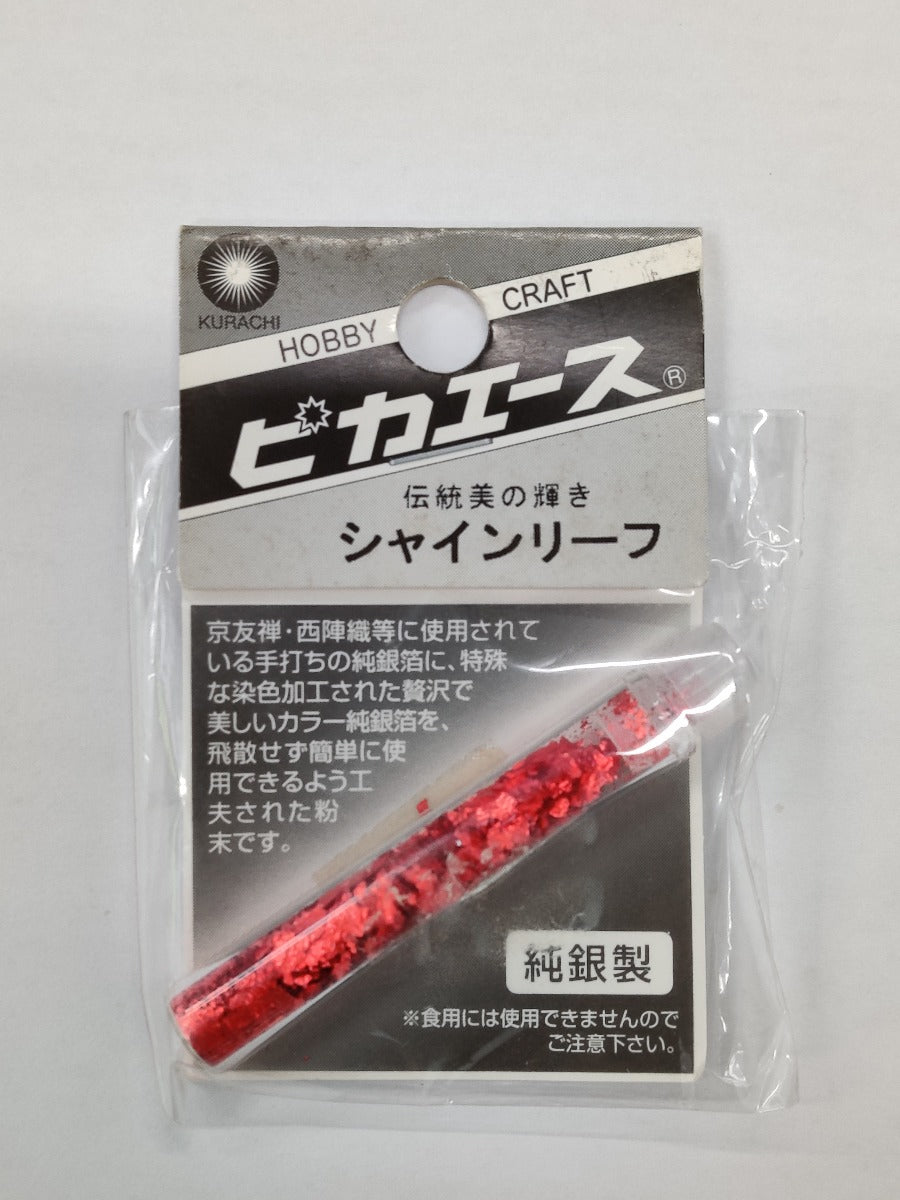 KURACHI
HOBBY CRAFT
ピカエース®
伝統美の輝き
シャインリーフ
京友禅・西陣織等に使用されて
いる手打ちの純銀箔に、特殊
な染色加工された贅沢で
美しいカラー純銀箔を、
飛散せず簡単に使
用できるよう工
夫された粉
末です。
純銀製
※食用には使用できませんので
ご注意下さい。